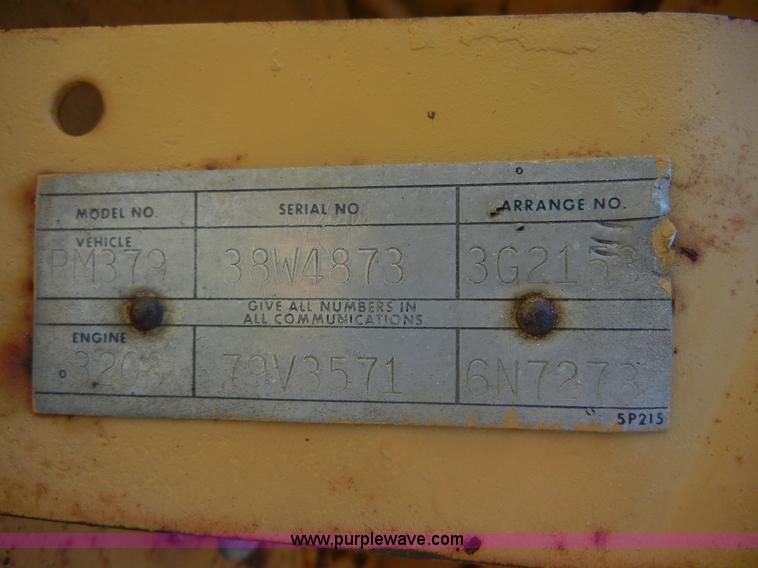 MODEL NO. SERIAL NO. ARRANGE NO.
VEHICLE
RM379 38W4873 3G2153
GIVE ALL NUMBERS IN
ALL COMMUNICATIONS
ENGINE
3208 79V3571 6N7273
5P215
www.purplewave.com